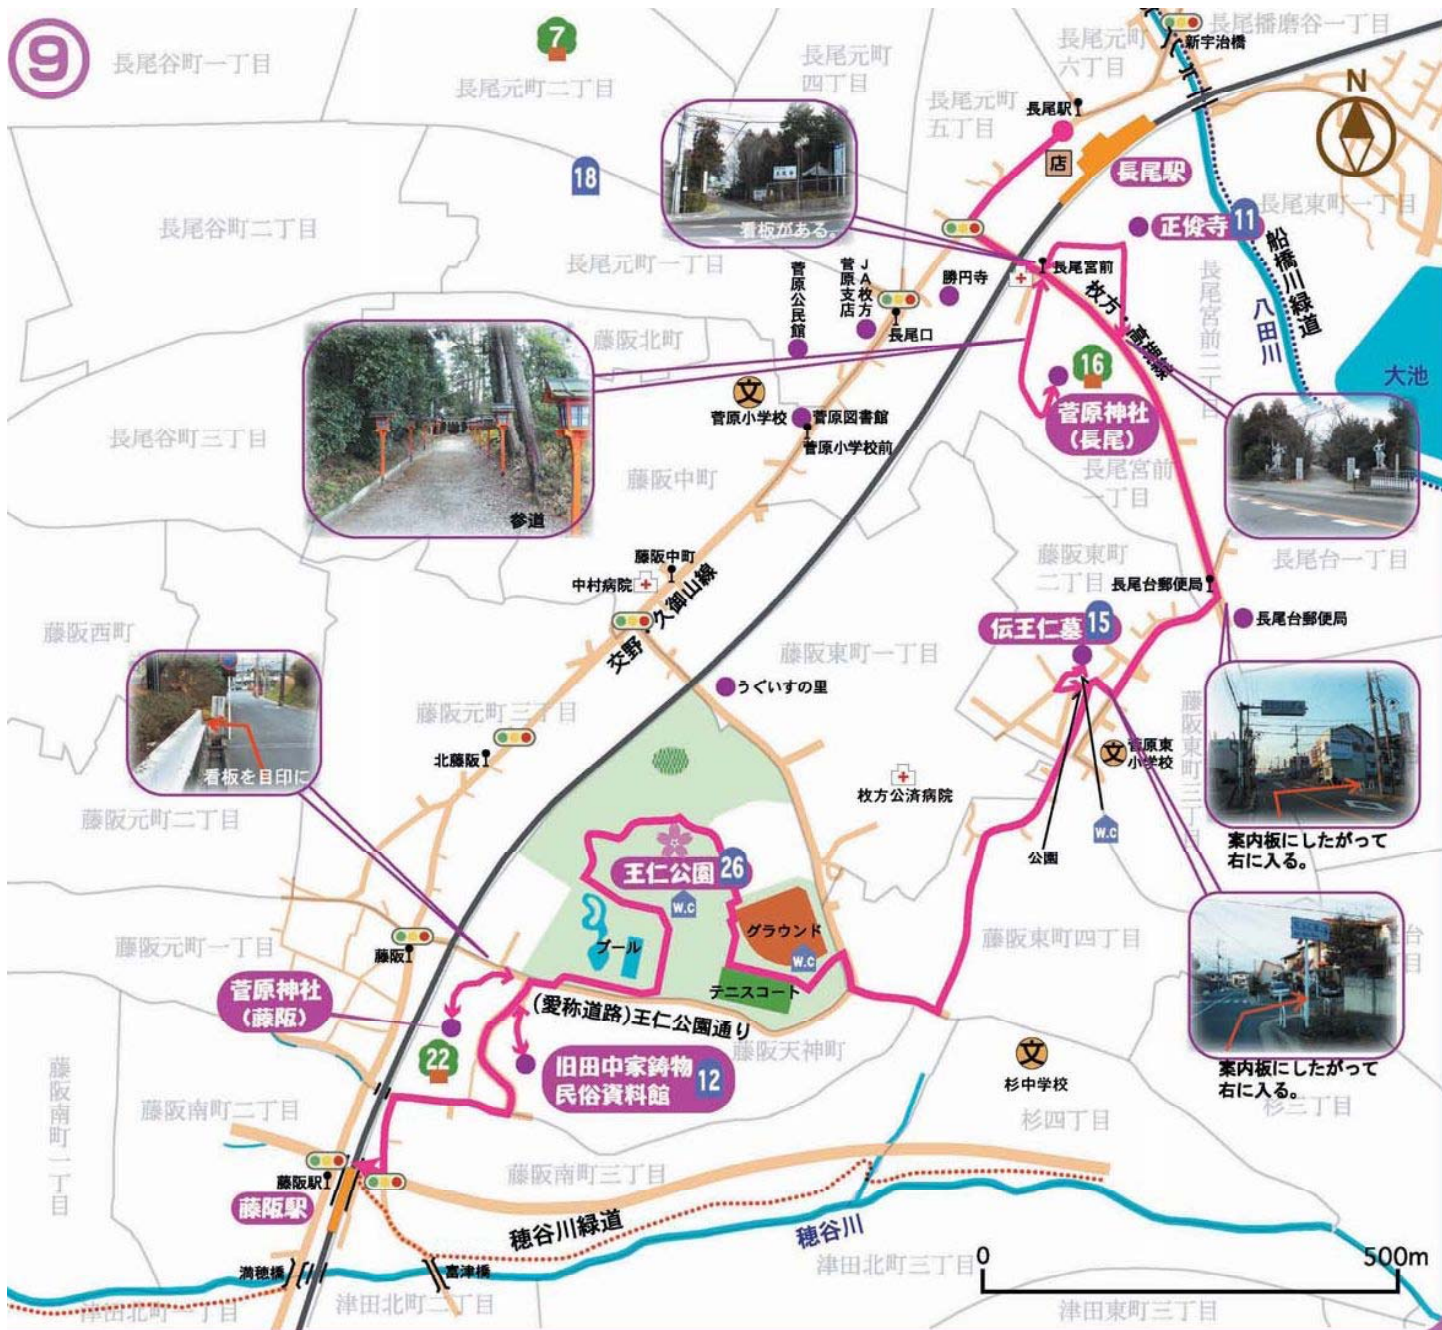 ⑨
長尾谷町一丁目
7
長尾元町二丁目
長尾元町
四丁目
長尾元町
六丁目
長尾播磨谷一丁目
新宇治橋
長尾元町
五丁目
長尾駅
N
店
長尾駅
18
看板がある。
長尾谷町二丁目
長尾元町一丁目
正俊寺 11
長尾東町一丁目
船橋川緑道
八田川
大池
長尾宮前
勝円寺
JA枚方
菅原支店
菅原公民館
長尾口
枚方・高槻線
長尾宮前二丁目
藤阪北町
16
菅原神社
(長尾)
文
菅原小学校
菅原図書館
菅原小学校前
長尾谷町三丁目
参道
藤阪中町
長尾宮前
一丁目
藤阪東町
二丁目
長尾台一丁目
長尾台郵便局
長尾台郵便局
藤阪中町
中村病院
交野・久御山線
藤阪西町
伝王仁墓 15
藤阪東町一丁目
うぐいすの里
看板を目印に
藤阪元町三丁目
北藤阪
文
菅原東
小学校
藤阪東町三丁目
W.C
公園
案内板にしたがって
右に入る。
枚方公済病院
藤阪元町二丁目
王仁公園 26
W.C
グラウンド
W.C
プール
テニスコート
藤阪元町一丁目
藤阪
藤阪東町四丁目
菅原神社
(藤阪)
(愛称道路)王仁公園通り
藤阪天神町
22
旧田中家鋳物
民俗資料館 12
文
杉中学校
案内板にしたがって
右に入る。
杉三丁目
杉四丁目
藤阪南町一丁目
藤阪南町二丁目
藤阪南町三丁目
藤阪駅
藤阪駅
穂谷川緑道
穂谷川
満穂橋
富津橋
津田北町一丁目
津田北町二丁目
津田北町三丁目
津田東町三丁目
0
500m